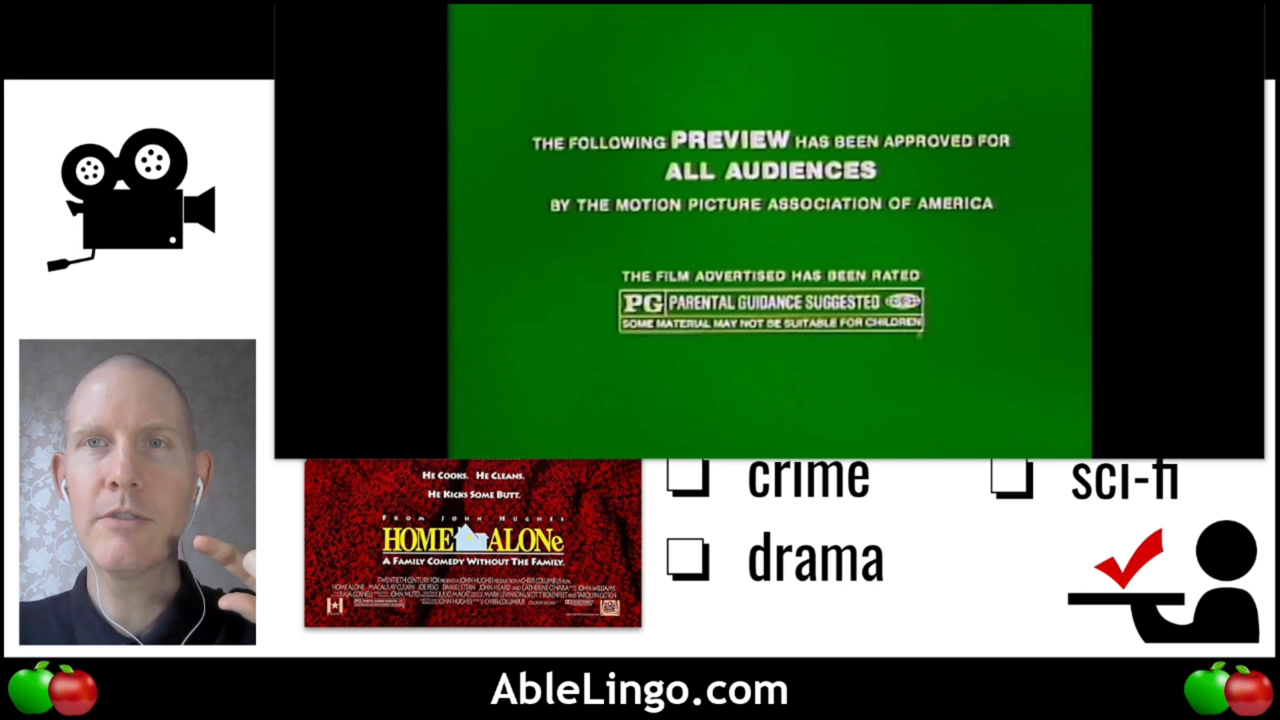 THE FOLLOWING PREVIEW HAS BEEN APPROVED FOR
ALL AUDIENCES
BY THE MOTION PICTURE ASSOCIATION OF AMERICA
THE FILM ADVERTISED HAS BEEN RATED
PG PARENTAL GUIDANCE SUGGESTED
SOME MATERIAL MAY NOT BE SUITABLE FOR CHILDREN
HE COOKS. HE CLEANS.
HE KICKS SOME BUTT.
FROM JOHN HUGHES
HOME ALONe
A FAMILY COMEDY WITHOUT THE FAMILY.
crime
sci-fi
drama
AbleLingo.com